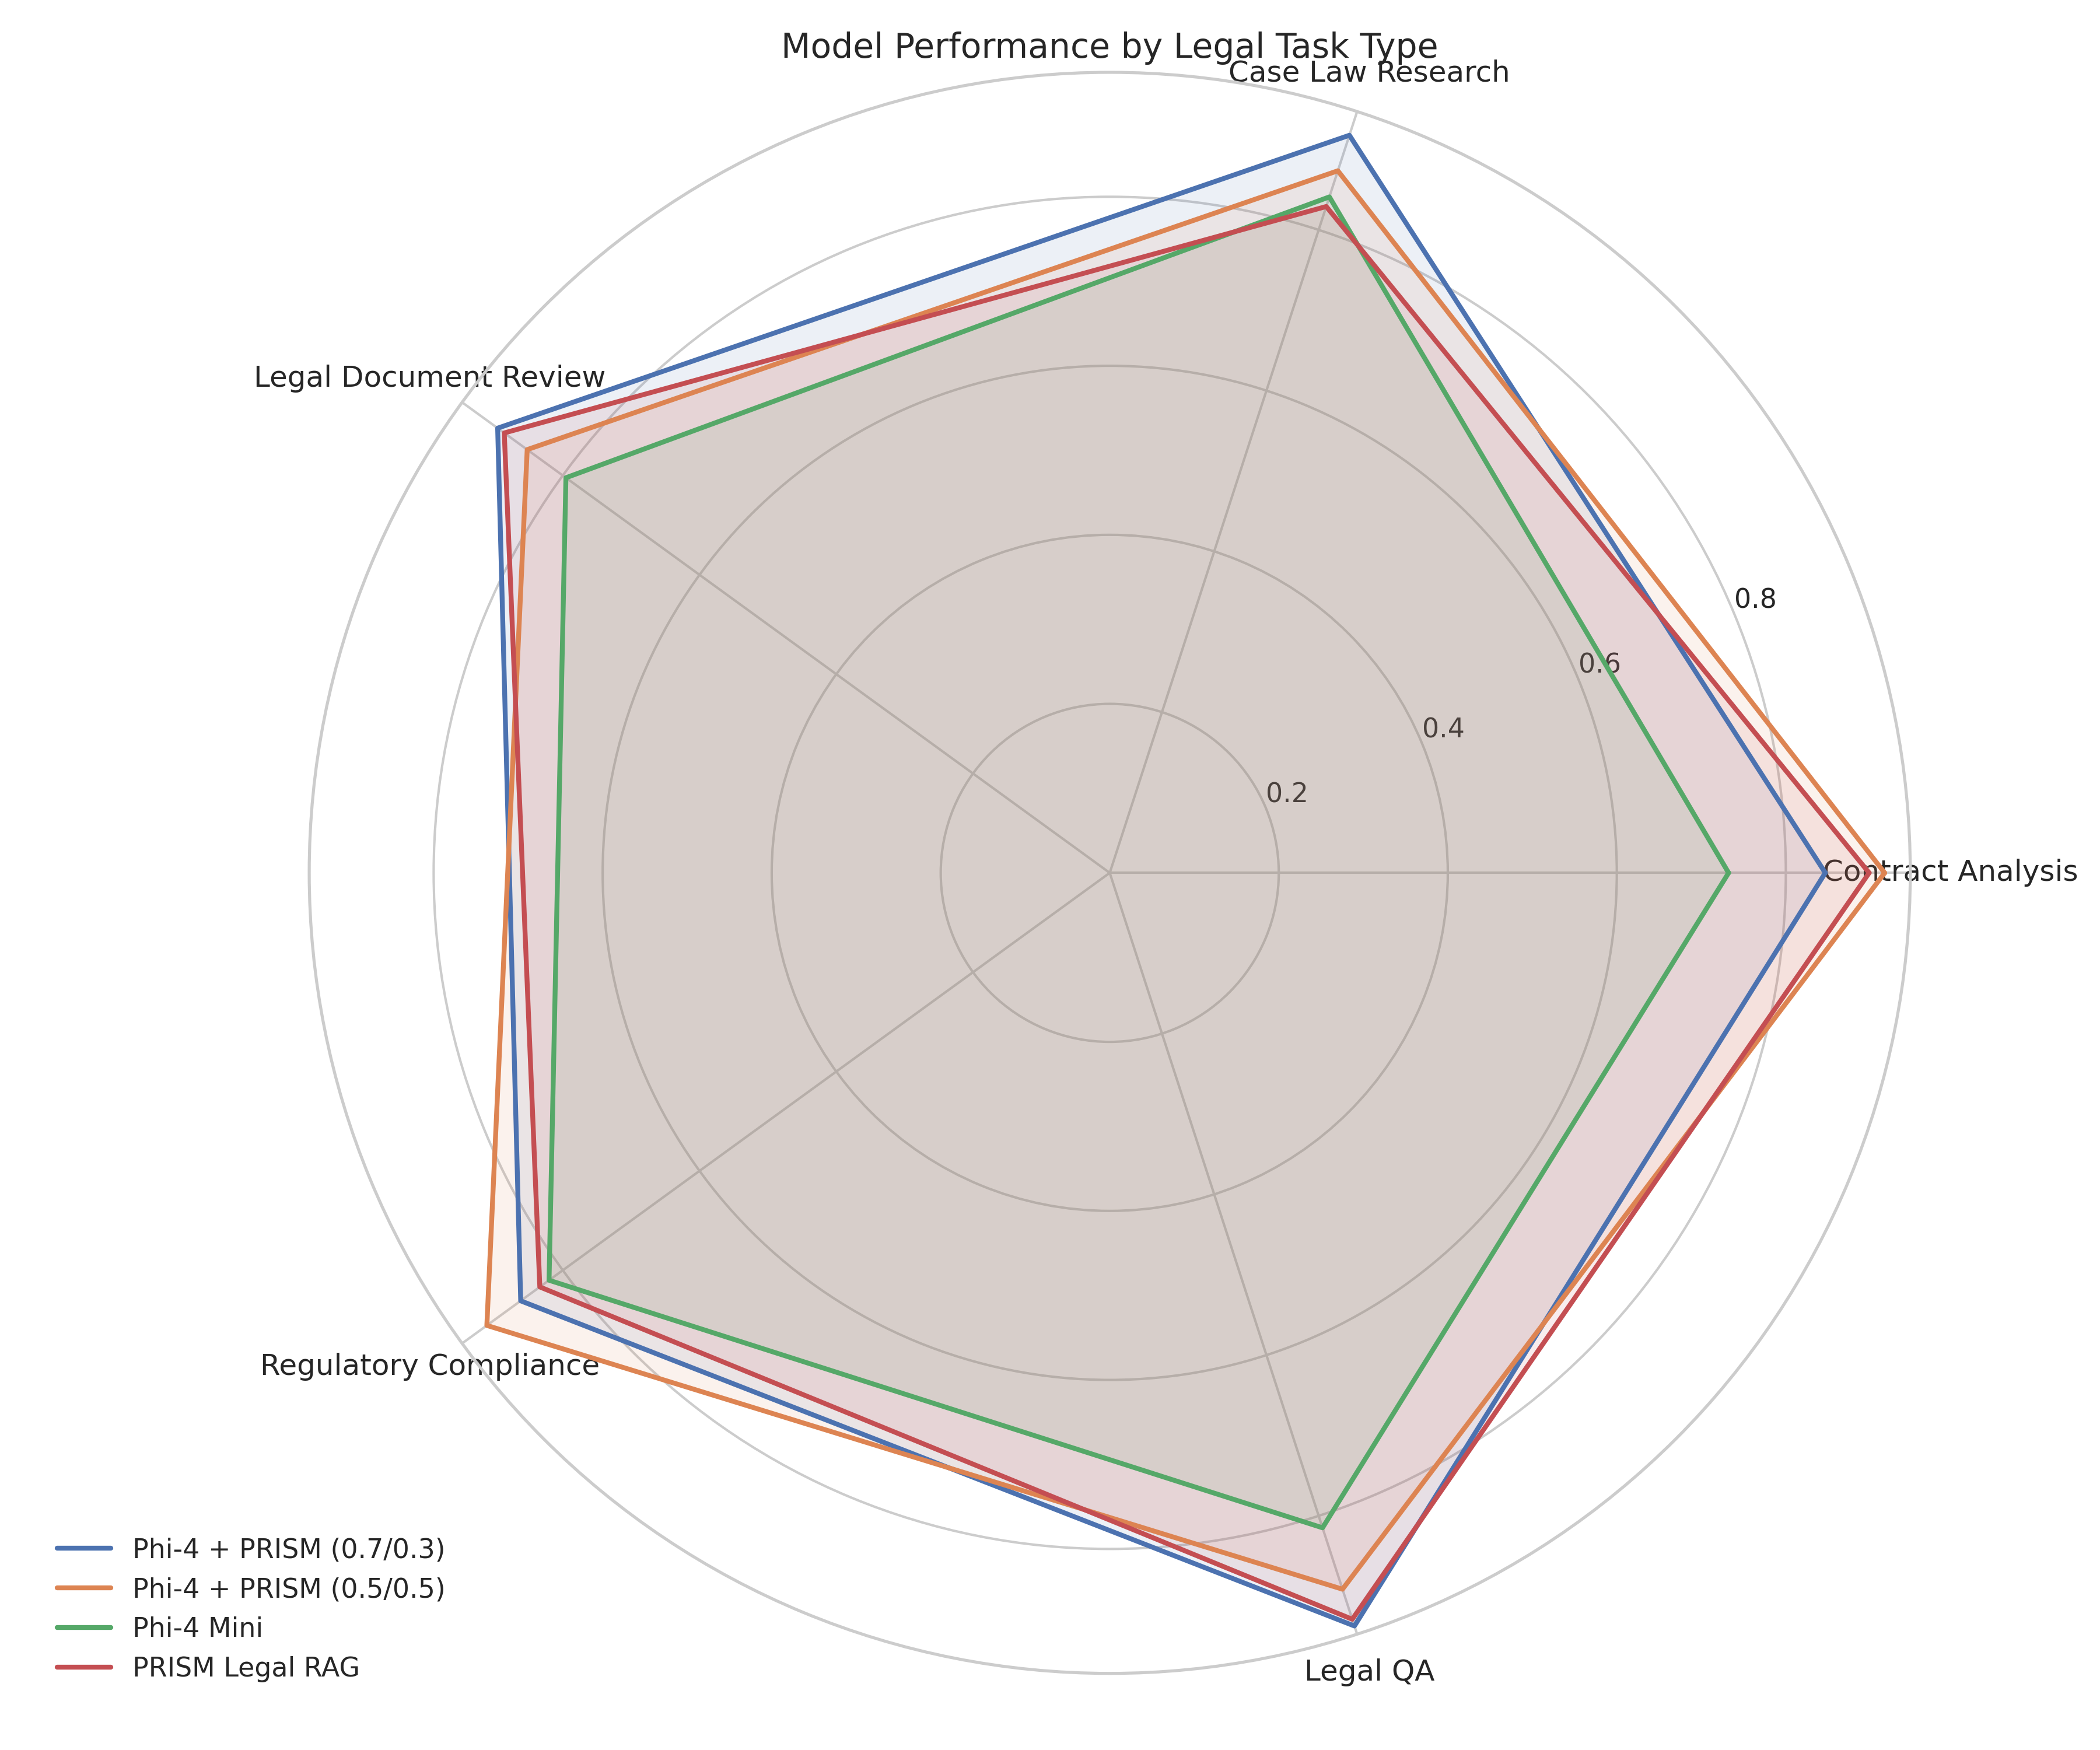 Model Performance by Legal Task Type
Case Law Research
Legal Document Review
0.8
0.6
0.4
0.2
Contract Analysis
Regulatory Compliance
Legal QA
Phi-4 + PRISM (0.7/0.3)
Phi-4 + PRISM (0.5/0.5)
Phi-4 Mini
PRISM Legal RAG